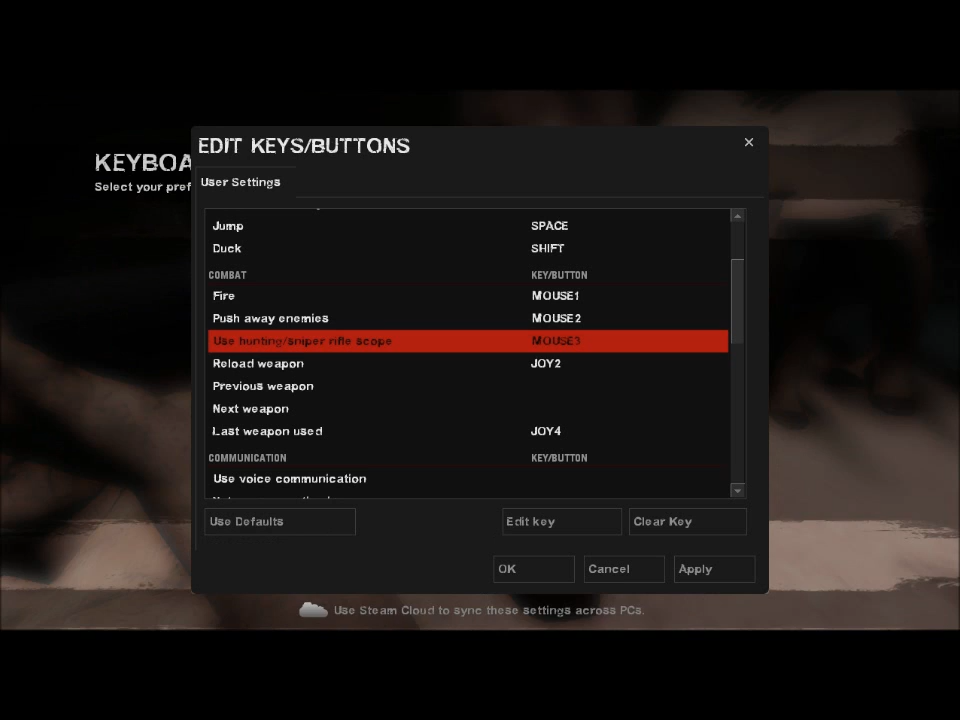 EDIT KEYS/BUTTONS
KEYBOA
Select your pref
User Settings
Jump SPACE
Duck SHIFT
COMBAT KEY/BUTTON
Fire MOUSE1
Push away enemies MOUSE2
Use hunting/sniper rifle scope MOUSE3
Reload weapon JOY2
Previous weapon
Next weapon
Last weapon used JOY4
COMMUNICATION KEY/BUTTON
Use voice communication
Use Defaults Edit key Clear Key
OK Cancel Apply
Use Steam Cloud to sync these settings across PCs.